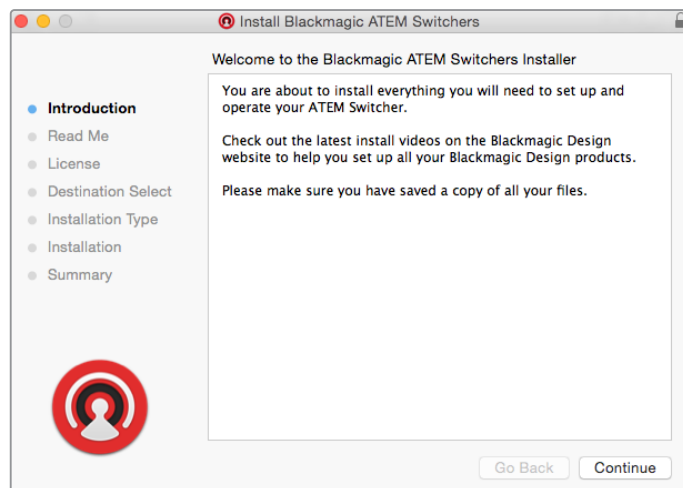 Install Blackmagic ATEM Switchers
Welcome to the Blackmagic ATEM Switchers Installer
Introduction
Read Me
License
Destination Select
Installation Type
Installation
Summary
You are about to install everything you will need to set up and
operate your ATEM Switcher.
Check out the latest install videos on the Blackmagic Design
website to help you set up all your Blackmagic Design products.
Please make sure you have saved a copy of all your files.
Go Back
Continue